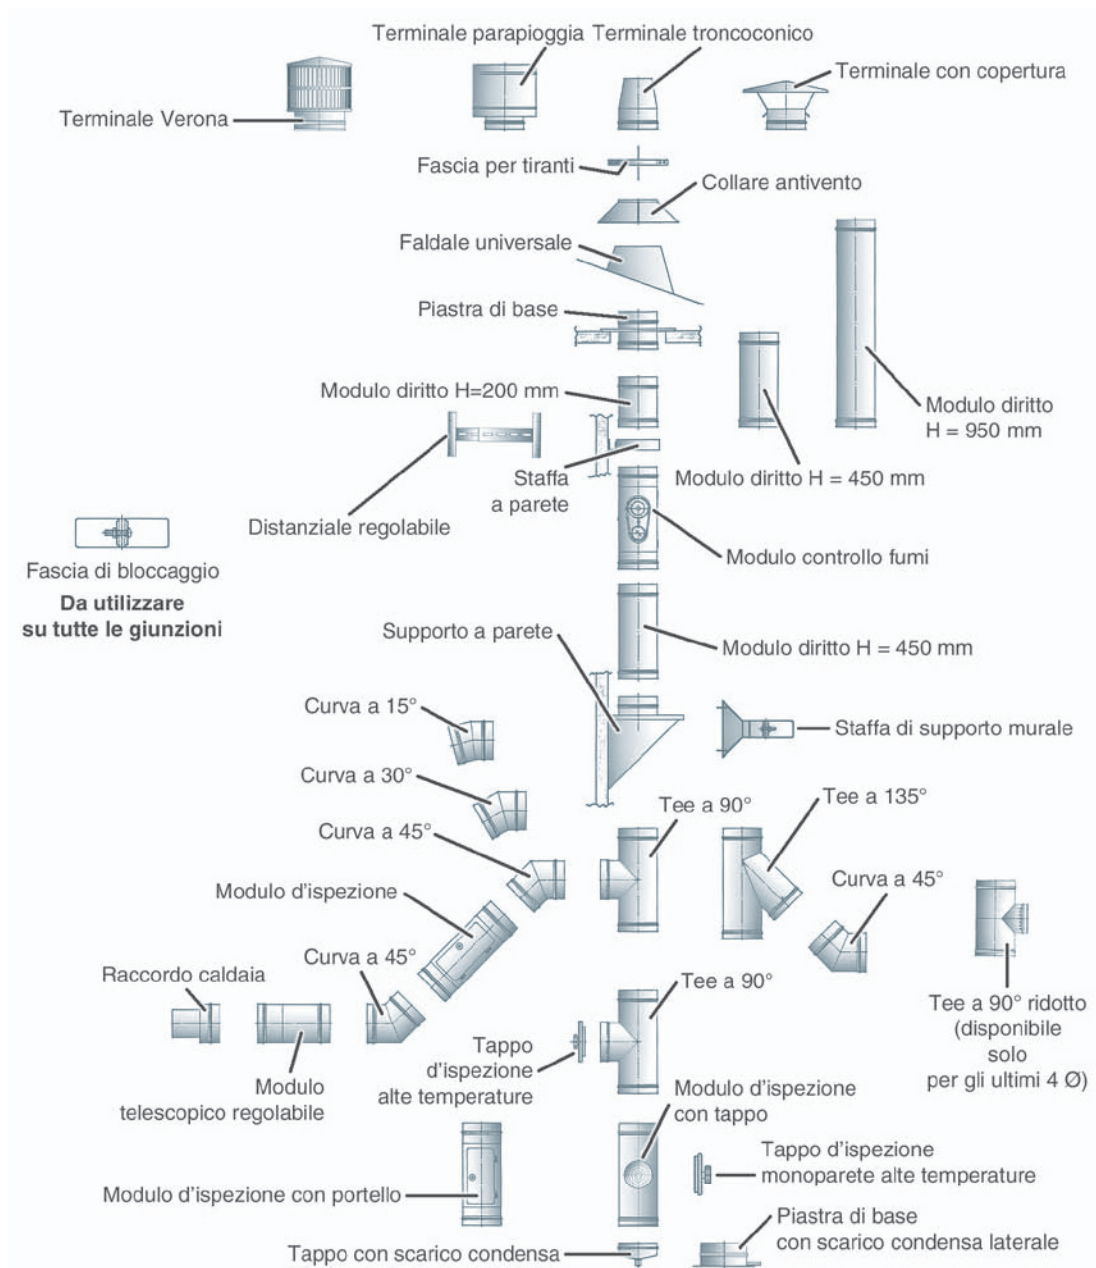 Terminale parapioggia
Terminale troncoconico
Terminale con copertura
Terminale Verona
Fascia per tiranti
Collare antivento
Faldale universale
Piastra di base
Modulo diritto H=200 mm
Modulo diritto
H = 950 mm
Staffa
a parete
Modulo diritto H = 450 mm
Distanziale regolabile
Modulo controllo fumi
Fascia di bloccaggio
Da utilizzare
su tutte le giunzioni
Supporto a parete
Modulo diritto H = 450 mm
Curva a 15°
Staffa di supporto murale
Curva a 30°
Tee a 90°
Tee a 135°
Curva a 45°
Modulo d'ispezione
Curva a 45°
Curva a 45°
Raccordo caldaia
Tee a 90°
Tee a 90° ridotto
(disponibile
solo
per gli ultimi 4 Ø)
Tappo
d'ispezione
alte temperature
Modulo
telescopico regolabile
Modulo d'ispezione
con tappo
Tappo d'ispezione
monoparete alte temperature
Modulo d'ispezione con portello
Piastra di base
con scarico condensa laterale
Tappo con scarico condensa